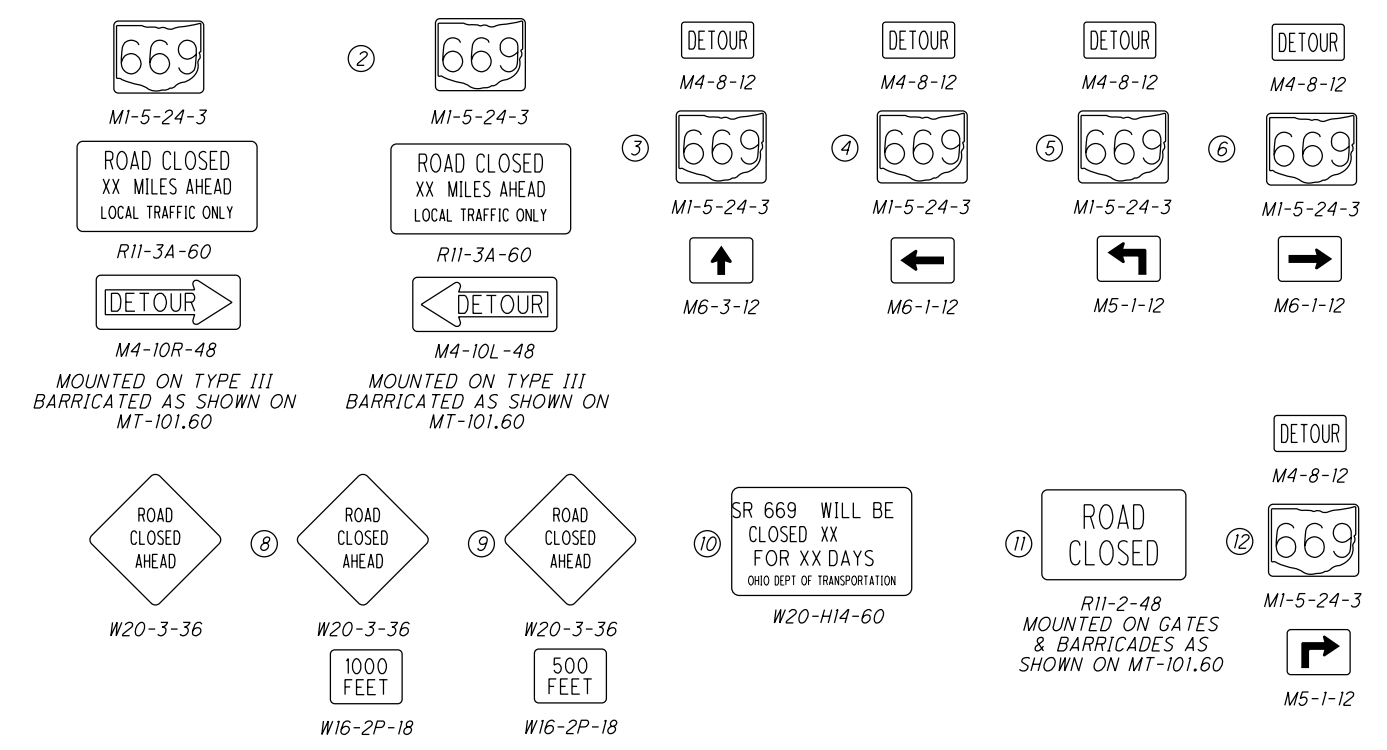 669
M1-5-24-3
ROAD CLOSED
XX MILES AHEAD
LOCAL TRAFFIC ONLY
R11-3A-60
DETOUR
M4-10R-48
MOUNTED ON TYPE III
BARRICATED AS SHOWN ON
MT-101.60
2
669
M1-5-24-3
ROAD CLOSED
XX MILES AHEAD
LOCAL TRAFFIC ONLY
R11-3A-60
DETOUR
M4-10L-48
MOUNTED ON TYPE III
BARRICATED AS SHOWN ON
MT-101.60
3
DETOUR
M4-8-12
669
M1-5-24-3
M6-3-12
4
DETOUR
M4-8-12
669
M1-5-24-3
M6-1-12
5
DETOUR
M4-8-12
669
M1-5-24-3
M5-1-12
6
DETOUR
M4-8-12
669
M1-5-24-3
M6-1-12
ROAD
CLOSED
AHEAD
W20-3-36
8
ROAD
CLOSED
AHEAD
W20-3-36
1000
FEET
W16-2P-18
9
ROAD
CLOSED
AHEAD
W20-3-36
500
FEET
W16-2P-18
10
SR 669 WILL BE
CLOSED XX
FOR XX DAYS
OHIO DEPT OF TRANSPORTATION
W20-H14-60
11
ROAD
CLOSED
R11-2-48
MOUNTED ON GATES
& BARRICADES AS
SHOWN ON MT-101.60
12
DETOUR
M4-8-12
669
M1-5-24-3
M5-1-12